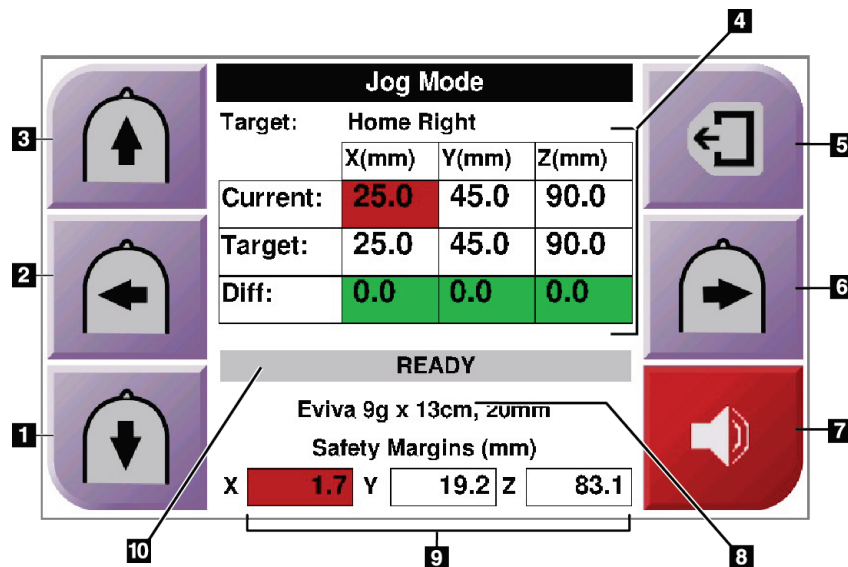 4
Jog Mode
3
Target: Home Right
5
X(mm) Y(mm) Z(mm)
Current: 25.0 45.0 90.0
Target: 25.0 45.0 90.0
2
6
Diff: 0.0 0.0 0.0
READY
Eviva 9g x 13cm, 20mm
1
7
Safety Margins (mm)
X 1.7 Y 19.2 Z 83.1
10
9
8